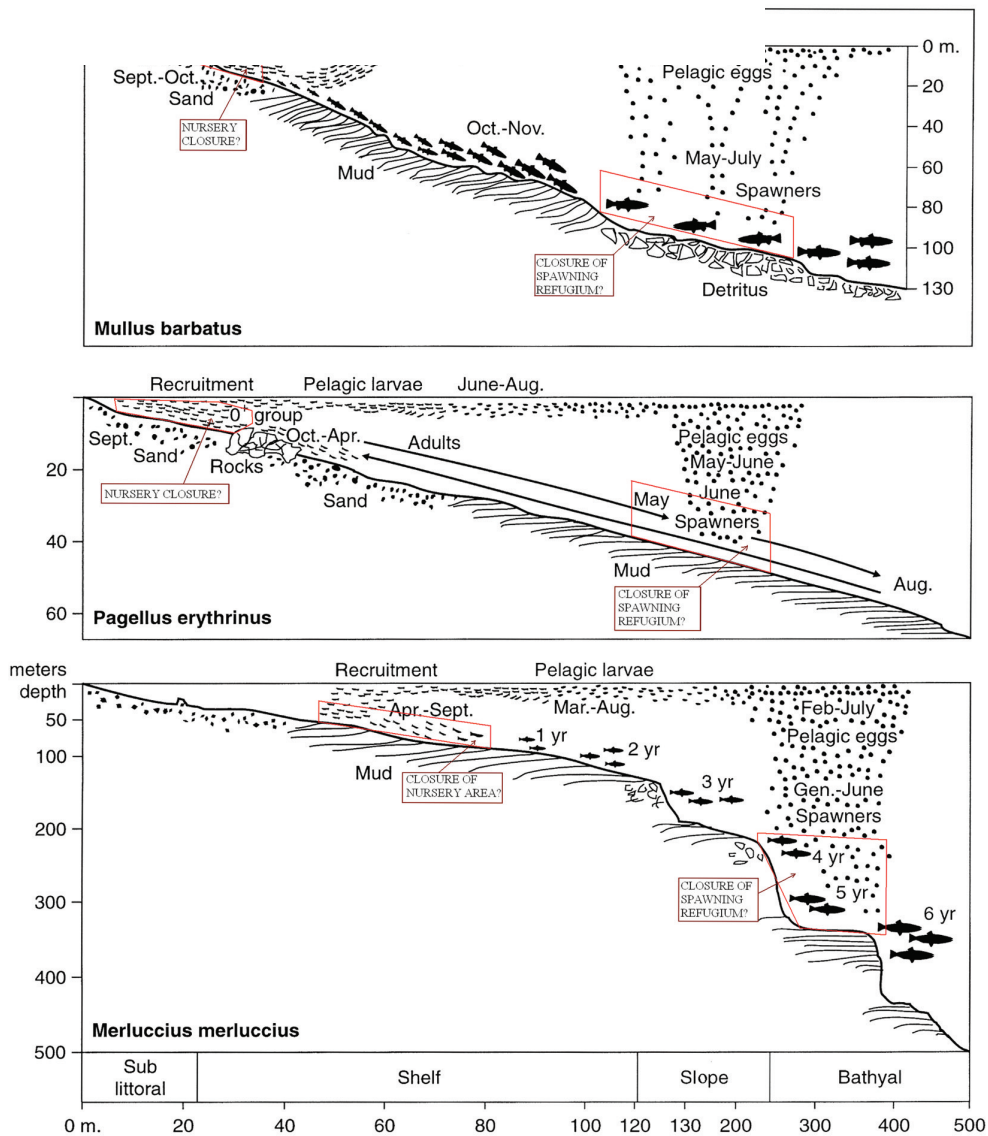 0 m.
Pelagic eggs
20
Sept.-Oct.
Sand
40
NURSERY
CLOSURE?
Oct.-Nov.
May-July
60
Mud
Spawners
80
100
CLOSURE OF
SPAWNING
REFUGIUM?
Detritus
130
Mullus barbatus
Recruitment
Pelagic larvae
June-Aug.
0+ group
Sept.
Oct.-Apr.
Adults
Pelagic eggs
Sand
Rocks
May-June
20
NURSERY CLOSURE?
Sand
May
June
Spawners
40
Mud
Aug.
CLOSURE OF
SPAWNING
REFUGIUM?
60
Pagellus erythrinus
meters
depth
Recruitment
Pelagic larvae
Apr.-Sept.
Mar.-Aug.
Feb-July
50
1 yr
Pelagic eggs
2 yr
100
Mud
CLOSURE OF
NURSERY AREA?
3 yr
Gen.-June
Spawners
200
4 yr
CLOSURE OF
SPAWNING
REFUGIUM?
5 yr
300
6 yr
400
Merluccius merluccius
500
Sub
littoral
Shelf
Slope
Bathyal
0 m.
20
40
60
80
100
120
130
200
300
400
500